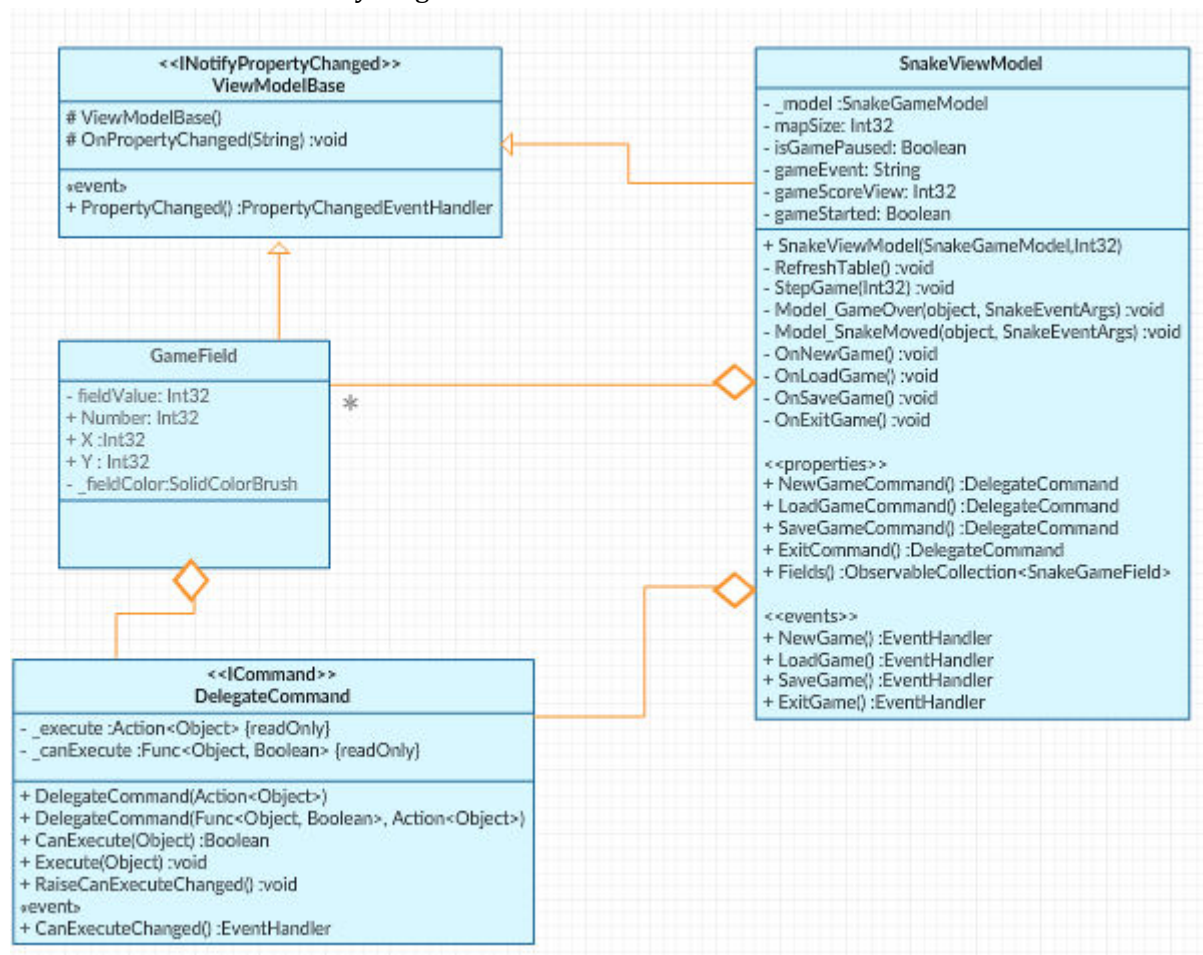 <<INotifyPropertyChanged>>
ViewModelBase
# ViewModelBase()
# OnPropertyChanged(String) :void
«event»
+ PropertyChanged() :PropertyChangedEventHandler
SnakeViewModel
- _model :SnakeGameModel
- mapSize: Int32
- isGamePaused: Boolean
- gameEvent: String
- gameScoreView: Int32
- gameStarted: Boolean
+ SnakeViewModel(SnakeGameModel,Int32)
- RefreshTable() :void
- StepGame(Int32) :void
- Model_GameOver(object, SnakeEventArgs) :void
- Model_SnakeMoved(object, SnakeEventArgs) :void
- OnNewGame() :void
- OnLoadGame() :void
- OnSaveGame() :void
- OnExitGame() :void
<<properties>>
+ NewGameCommand() :DelegateCommand
+ LoadGameCommand() :DelegateCommand
+ SaveGameCommand() :DelegateCommand
+ ExitCommand() :DelegateCommand
+ Fields() :ObservableCollection<SnakeGameField>
<<events>>
+ NewGame() :EventHandler
+ LoadGame() :EventHandler
+ SaveGame() :EventHandler
+ ExitGame() :EventHandler
GameField
- fieldValue: Int32
+ Number: Int32
+ X :Int32
+ Y : Int32
- _fieldColor:SolidColorBrush
*
<<ICommand>>
DelegateCommand
- _execute :Action<Object> {readOnly}
- _canExecute :Func<Object, Boolean> {readOnly}
+ DelegateCommand(Action<Object>)
+ DelegateCommand(Func<Object, Boolean>, Action<Object>)
+ CanExecute(Object) :Boolean
+ Execute(Object) :void
+ RaiseCanExecuteChanged() :void
«event»
+ CanExecuteChanged() :EventHandler